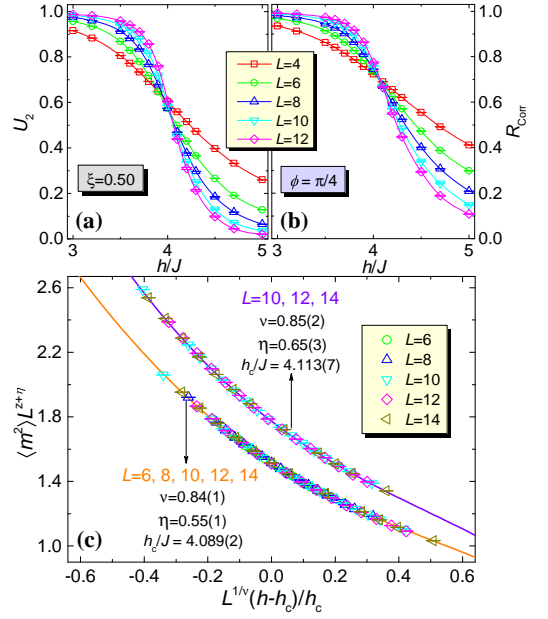 1.0
0.8
0.6
0.4
0.2
0.0
U₂
ξ=0.50
(a)
3 4 5
h/J
L=4
L=6
L=8
L=10
L=12
1.0
0.8
0.6
0.4
0.2
0.0
R_Corr
ϕ = π/4
(b)
3 4 5
h/J
2.6
2.2
1.8
1.4
1.0
⟨m²⟩L^{z+η}
L=10, 12, 14
ν=0.85(2)
η=0.65(3)
h_c/J = 4.113(7)
L=6
L=8
L=10
L=12
L=14
L=6, 8, 10, 12, 14
ν=0.84(1)
η=0.55(1)
h_c/J = 4.089(2)
(c)
-0.6 -0.4 -0.2 0.0 0.2 0.4 0.6
L^{1/ν}(h-h_c)/h_c